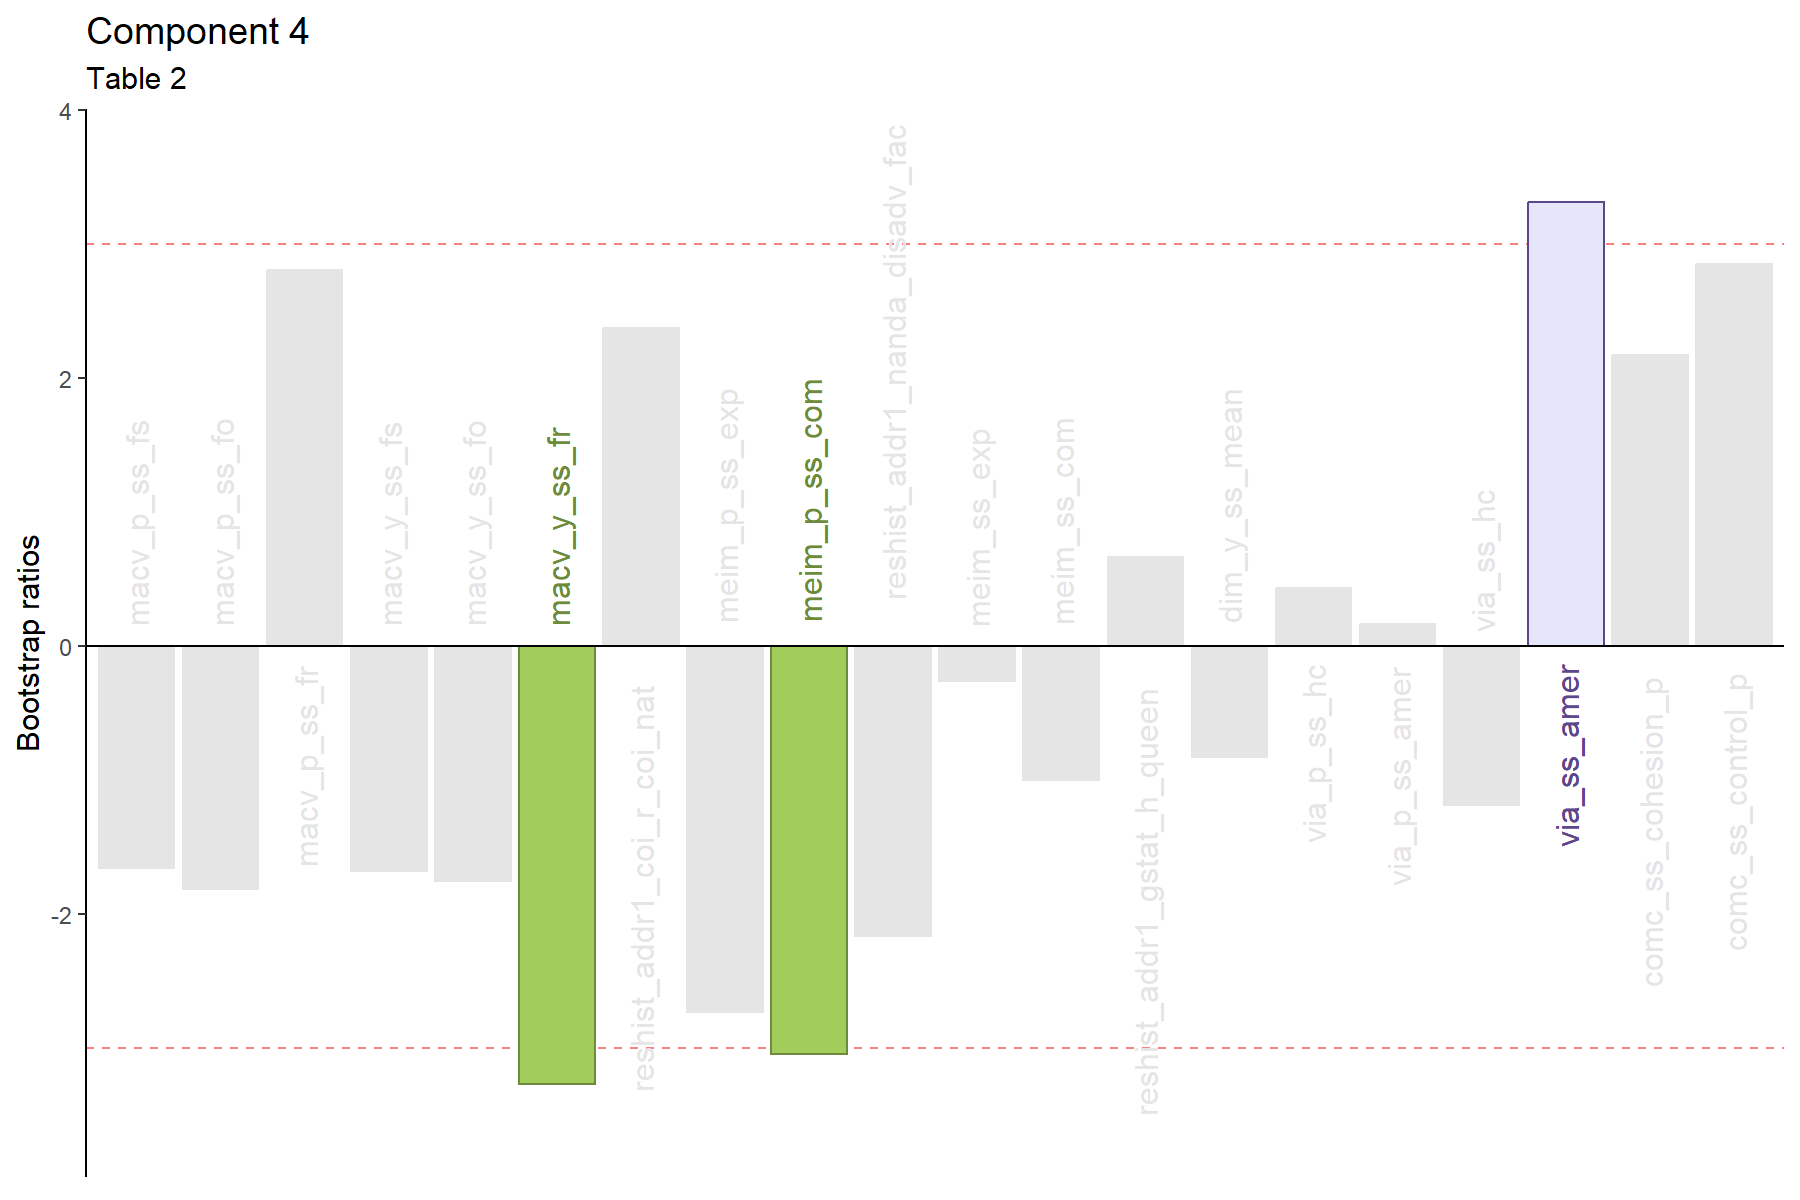 Component 4
Table 2
Bootstrap ratios
4
2
0
-2
macv_p_ss_fs
macv_p_ss_fo
macv_p_ss_fr
macv_y_ss_fs
macv_y_ss_fo
macv_y_ss_fr
reshist_addr1_coi_r_coi_nat
meim_p_ss_exp
meim_p_ss_com
reshist_addr1_nanda_disadv_fac
meim_ss_exp
meim_ss_com
reshist_addr1_gstat_h_queen
dim_y_ss_mean
via_p_ss_hc
via_p_ss_amer
via_ss_hc
via_ss_amer
comc_ss_cohesion_p
comc_ss_control_p